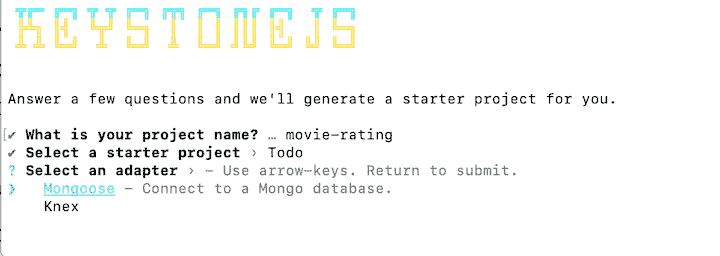 KEYSTONEJS
Answer a few questions and we'll generate a starter project for you.
[✔ What is your project name? … movie-rating
✔ Select a starter project › Todo
? Select an adapter › - Use arrow-keys. Return to submit.
❯ Mongoose - Connect to a Mongo database.
Knex